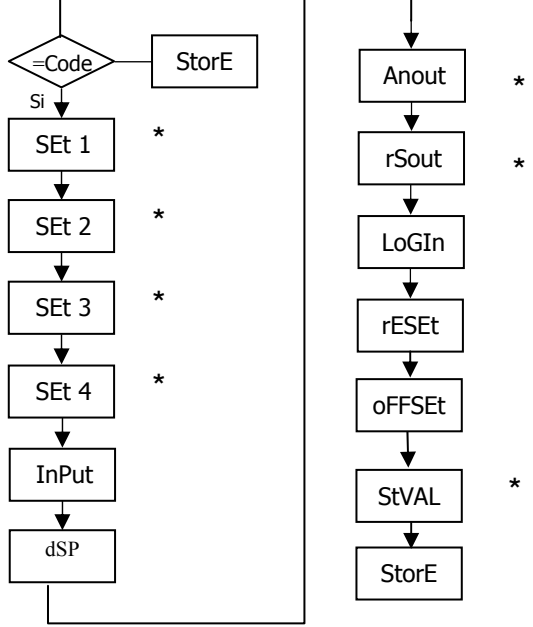 =Code
StorE
Si
SEt 1 *
SEt 2 *
SEt 3 *
SEt 4 *
InPut
dSP
Anout *
rSout *
LoGIn
rESEt
oFFSEt
StVAL *
StorE